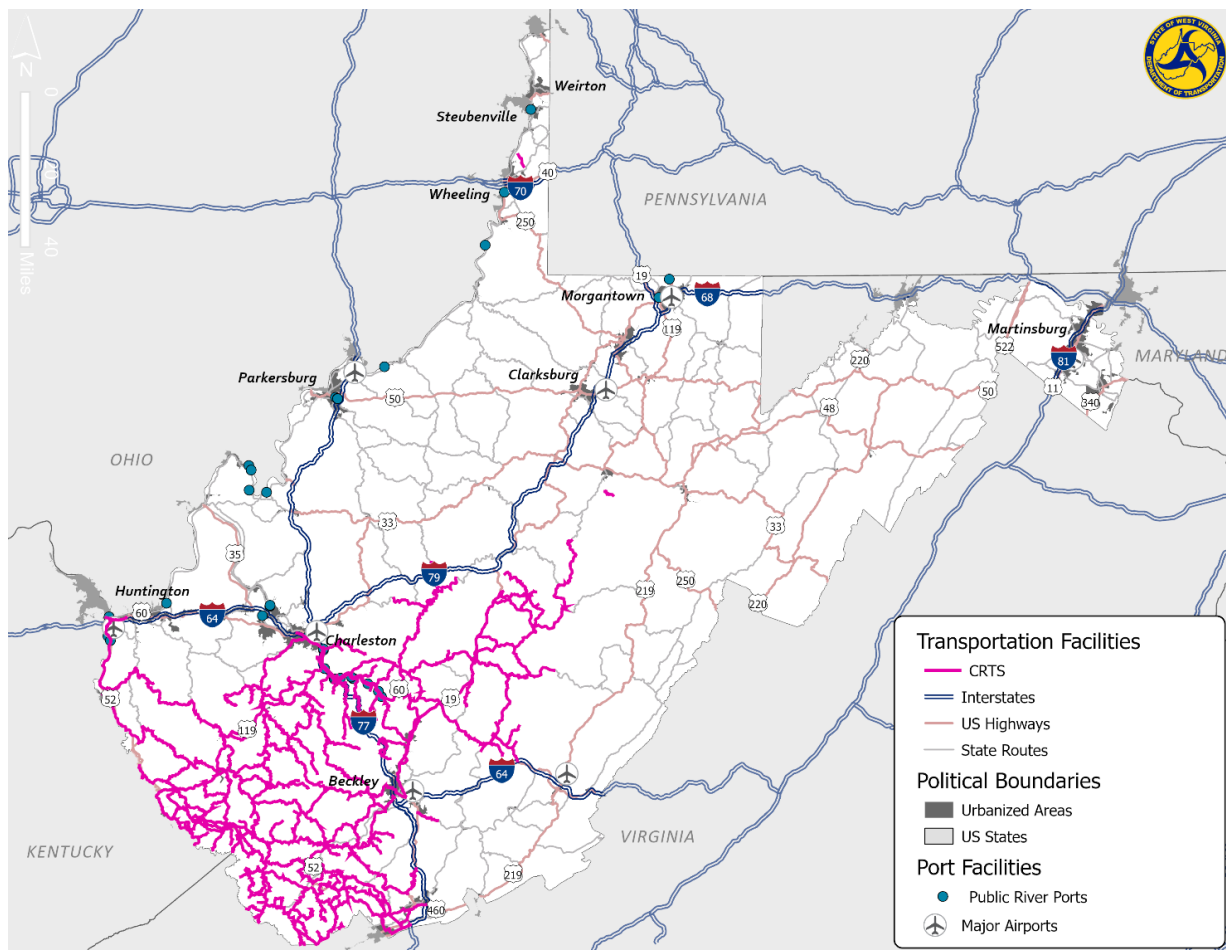 STATE OF WEST VIRGINIA
DEPARTMENT OF TRANSPORTATION
N
0
40
Miles
Weirton
Steubenville
40
Wheeling
70
PENNSYLVANIA
250
19
Morgantown
68
119
Martinsburg
522
MARYLAND
220
81
Parkersburg
Clarksburg
11
50
50
340
48
OHIO
33
33
35
79
219
250
220
Huntington
60
64
Charleston
52
60
19
119
77
Beckley
64
KENTUCKY
VIRGINIA
52
219
460
Transportation Facilities
CRTS
Interstates
US Highways
State Routes
Political Boundaries
Urbanized Areas
US States
Port Facilities
Public River Ports
Major Airports